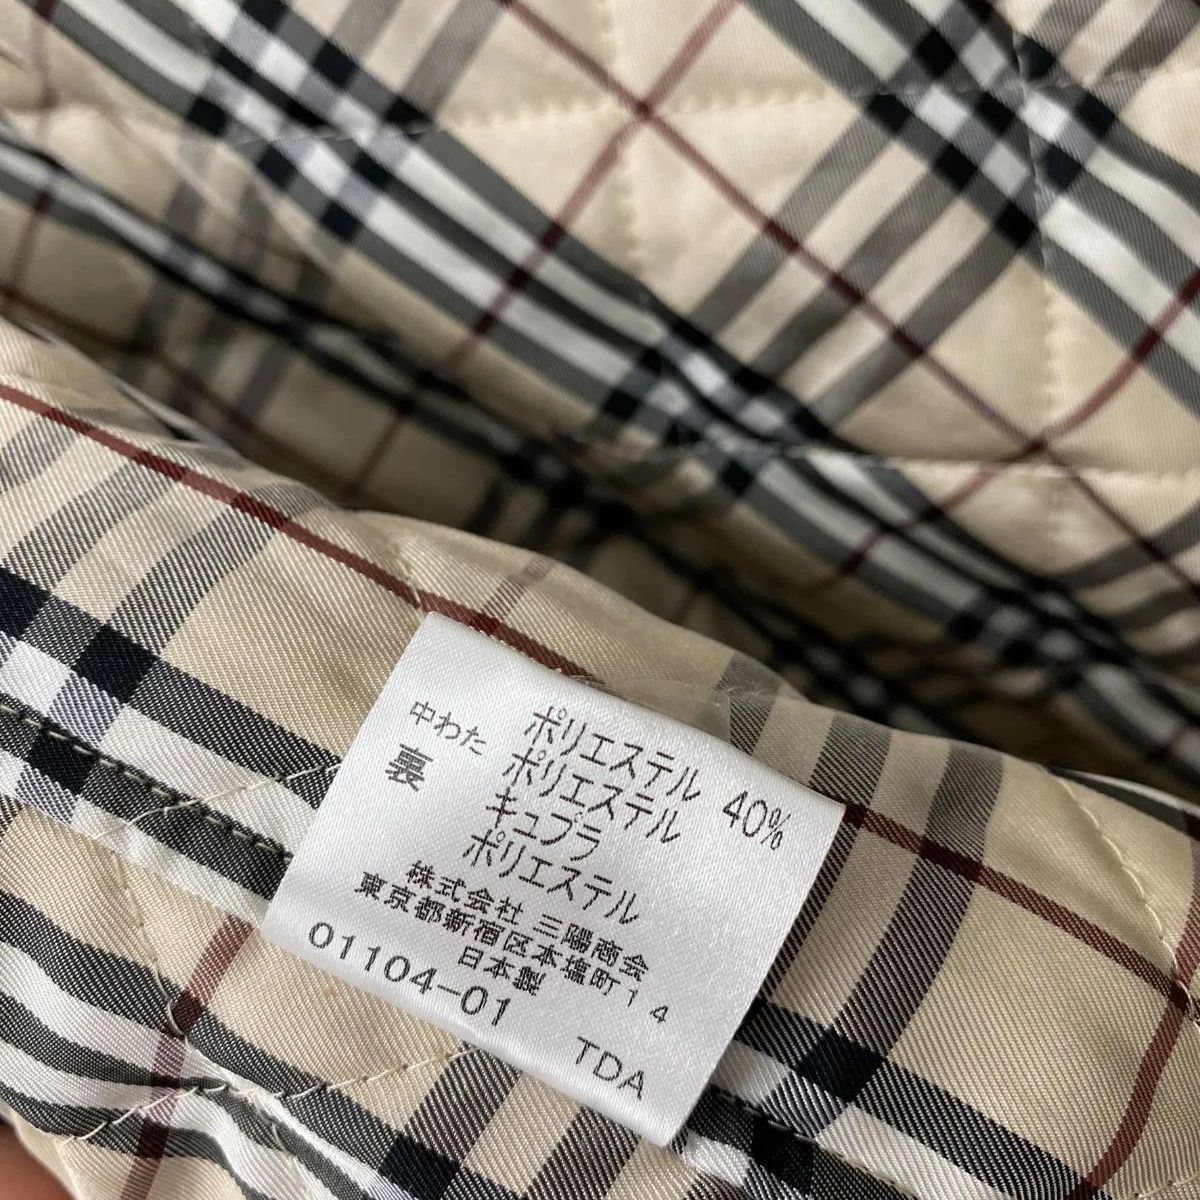 ポリエステル 40%
中わた ポリエステル
裏 キュプラ
ポリエステル
株式会社 三陽商会
東京都新宿区本塩町14
日本製
01104-01
TDA